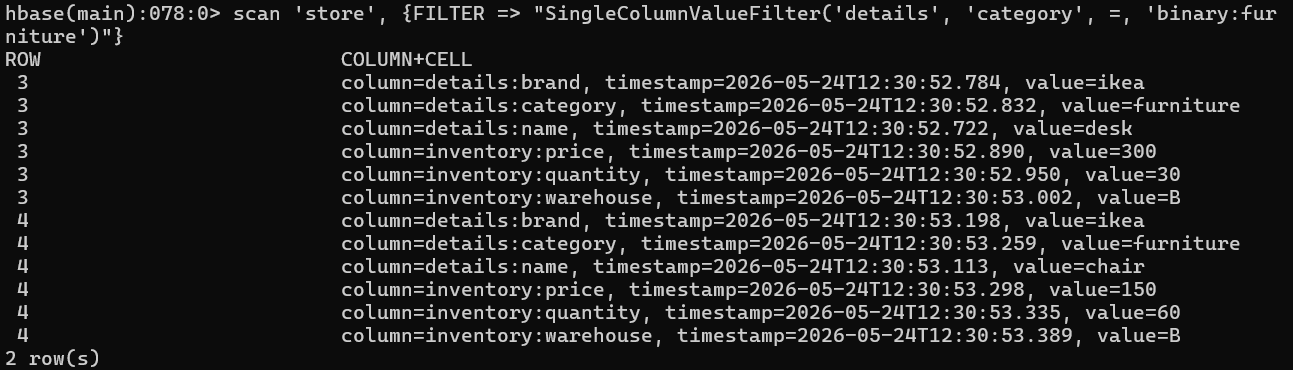 hbase(main):078:0> scan 'store', {FILTER => "SingleColumnValueFilter('details', 'category', =, 'binary:fur
niture')"}
ROW COLUMN+CELL
3 column=details:brand, timestamp=2026-05-24T12:30:52.784, value=ikea
3 column=details:category, timestamp=2026-05-24T12:30:52.832, value=furniture
3 column=details:name, timestamp=2026-05-24T12:30:52.722, value=desk
3 column=inventory:price, timestamp=2026-05-24T12:30:52.890, value=300
3 column=inventory:quantity, timestamp=2026-05-24T12:30:52.950, value=30
3 column=inventory:warehouse, timestamp=2026-05-24T12:30:53.002, value=B
4 column=details:brand, timestamp=2026-05-24T12:30:53.198, value=ikea
4 column=details:category, timestamp=2026-05-24T12:30:53.259, value=furniture
4 column=details:name, timestamp=2026-05-24T12:30:53.113, value=chair
4 column=inventory:price, timestamp=2026-05-24T12:30:53.298, value=150
4 column=inventory:quantity, timestamp=2026-05-24T12:30:53.335, value=60
4 column=inventory:warehouse, timestamp=2026-05-24T12:30:53.389, value=B
2 row(s)